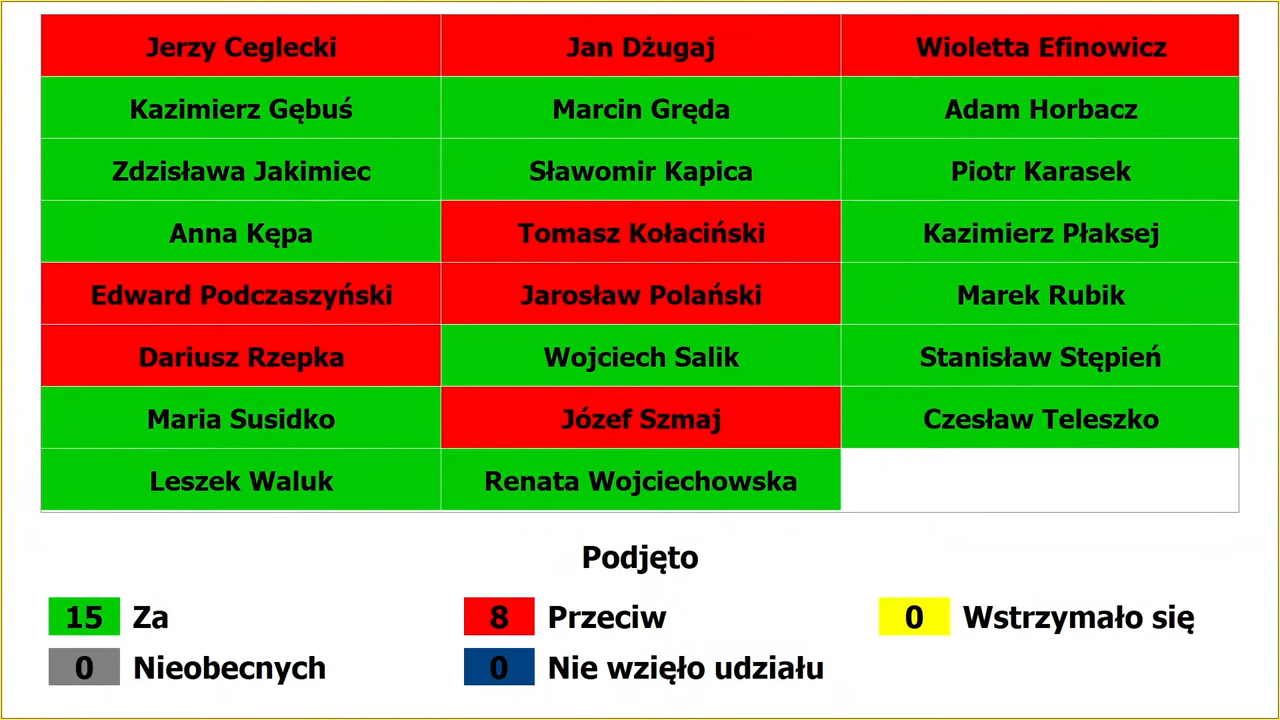 Jerzy Ceglecki Jan Dżugaj Wioletta Efinowicz
Kazimierz Gębuś Marcin Gręda Adam Horbacz
Zdzisława Jakimiec Sławomir Kapica Piotr Karasek
Anna Kępa Tomasz Kołaciński Kazimierz Płaksej
Edward Podczaszyński Jarosław Polański Marek Rubik
Dariusz Rzepka Wojciech Salik Stanisław Stępień
Maria Susidko Józef Szmaj Czesław Teleszko
Leszek Waluk Renata Wojciechowska
Podjęto
15 Za 8 Przeciw 0 Wstrzymało się
0 Nieobecnych 0 Nie wzięło udziału